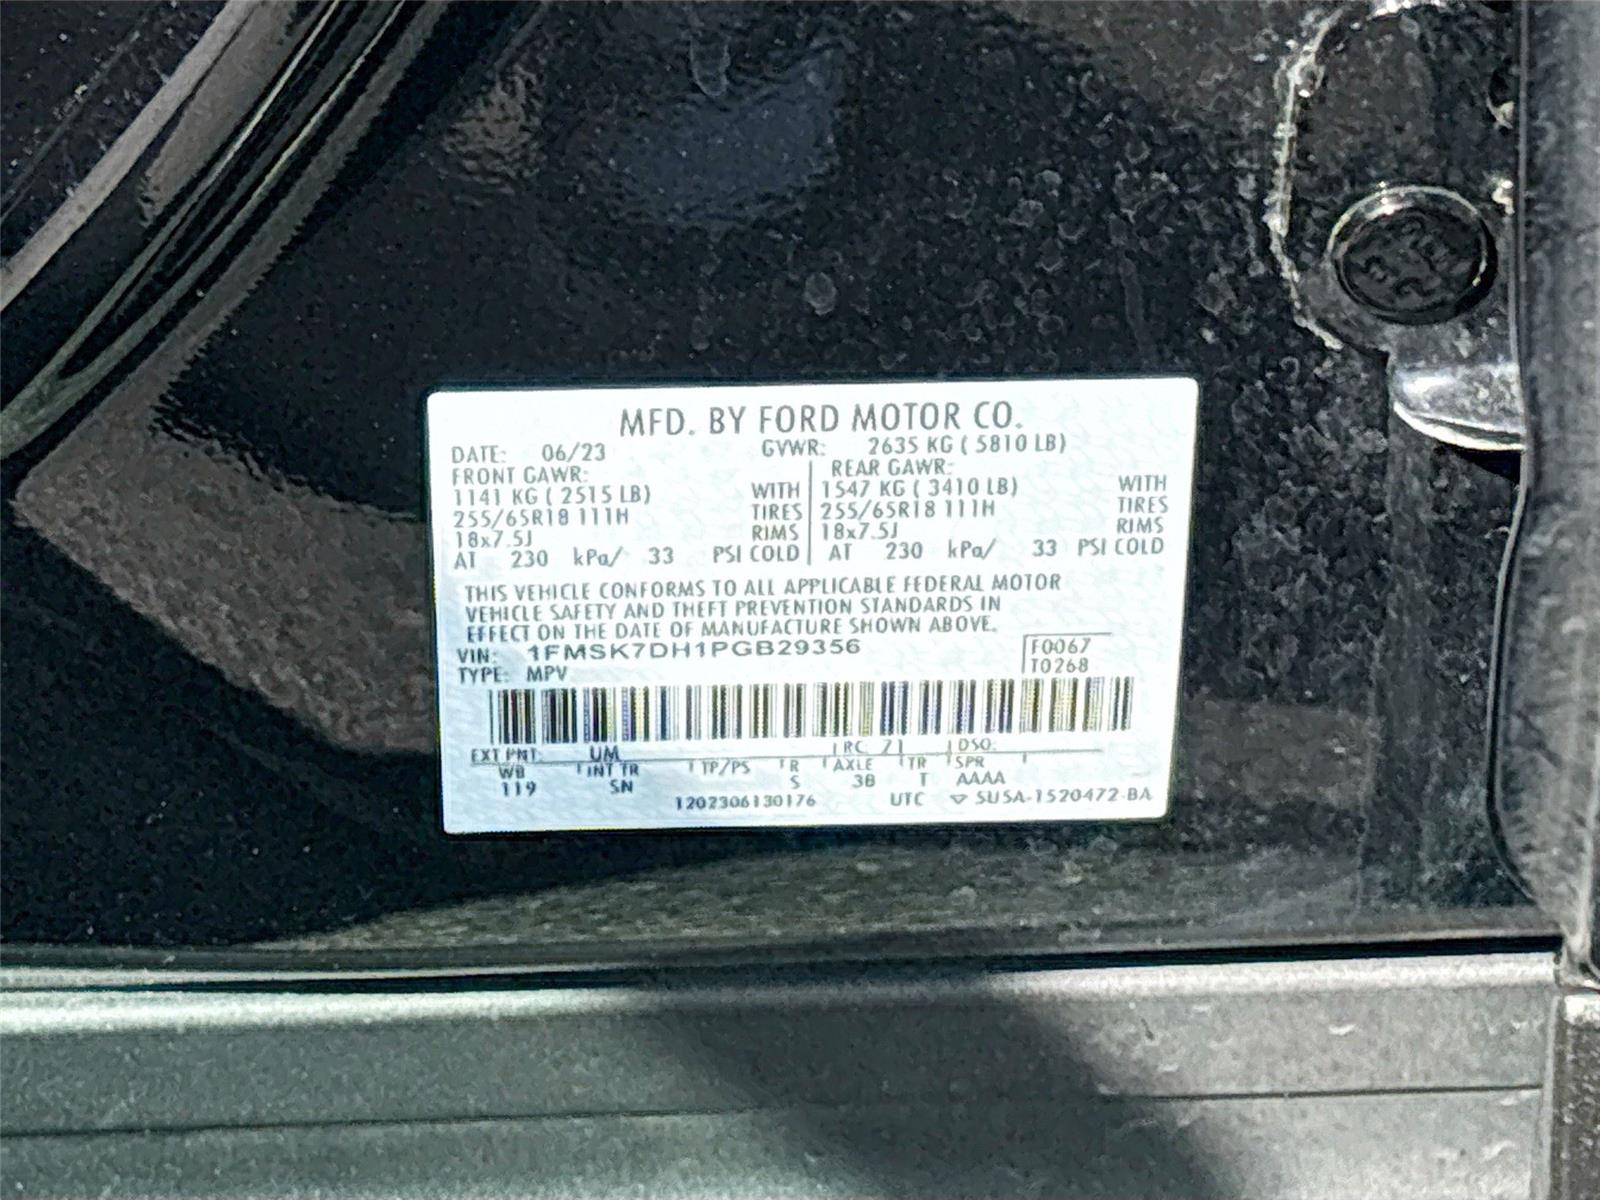 MFD. BY FORD MOTOR CO.
DATE: 06/23 GVWR: 2635 KG ( 5810 LB)
FRONT GAWR: REAR GAWR:
1141 KG ( 2515 LB) WITH 1547 KG ( 3410 LB) WITH
255/65R18 111H TIRES 255/65R18 111H TIRES
18x7.5J RIMS 18x7.5J RIMS
AT 230 kPa/ 33 PSI COLD AT 230 kPa/ 33 PSI COLD
THIS VEHICLE CONFORMS TO ALL APPLICABLE FEDERAL MOTOR
VEHICLE SAFETY AND THEFT PREVENTION STANDARDS IN
EFFECT ON THE DATE OF MANUFACTURE SHOWN ABOVE.
VIN: 1FMSK7DH1PGB29356 F0067
TYPE: MPV T0268
EXT PNT: UM RC 71 DSO:
WB INT TR TP/PS R AXLE TR SPR
119 SN S 3B T AAAA
1202306130176 UTC ▽ SU5A-1520472-BA